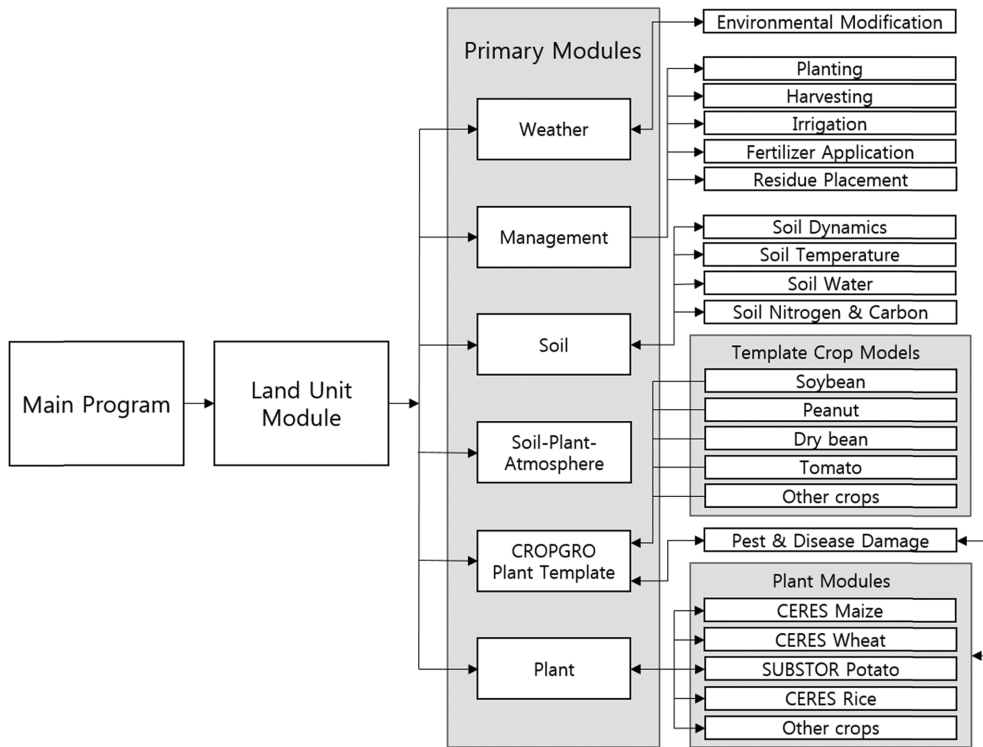 Main Program
Land Unit
Module
Primary Modules
Weather
Management
Soil
Soil-Plant-
Atmosphere
CROPGRO
Plant Template
Plant
Environmental Modification
Planting
Harvesting
Irrigation
Fertilizer Application
Residue Placement
Soil Dynamics
Soil Temperature
Soil Water
Soil Nitrogen & Carbon
Template Crop Models
Soybean
Peanut
Dry bean
Tomato
Other crops
Pest & Disease Damage
Plant Modules
CERES Maize
CERES Wheat
SUBSTOR Potato
CERES Rice
Other crops